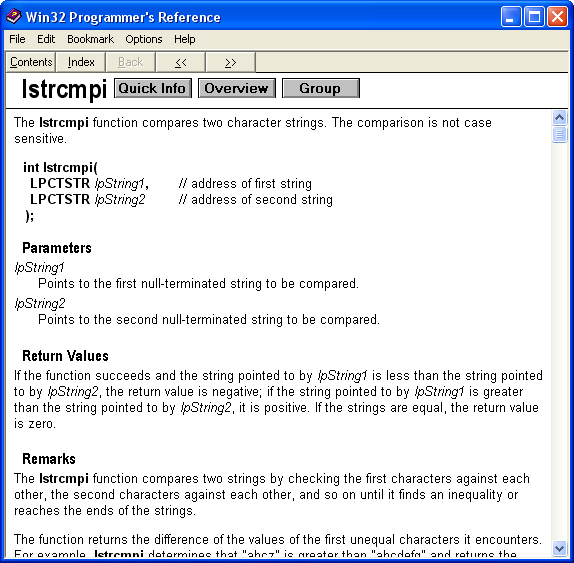 Win32 Programmer's Reference
File Edit Bookmark Options Help
Contents Index Back << >>
lstrcmpi Quick Info Overview Group
The lstrcmpi function compares two character strings. The comparison is not case
sensitive.
int lstrcmpi(
LPCTSTR lpString1, // address of first string
LPCTSTR lpString2 // address of second string
);
Parameters
lpString1
Points to the first null-terminated string to be compared.
lpString2
Points to the second null-terminated string to be compared.
Return Values
If the function succeeds and the string pointed to by lpString1 is less than the string pointed
to by lpString2, the return value is negative; if the string pointed to by lpString1 is greater
than the string pointed to by lpString2, it is positive. If the strings are equal, the return value
is zero.
Remarks
The lstrcmpi function compares two strings by checking the first characters against each
other, the second characters against each other, and so on until it finds an inequality or
reaches the ends of the strings.
The function returns the difference of the values of the first unequal characters it encounters.
For example, lstrcmpi determines that "abcz" is greater than "abcdefg" and returns the